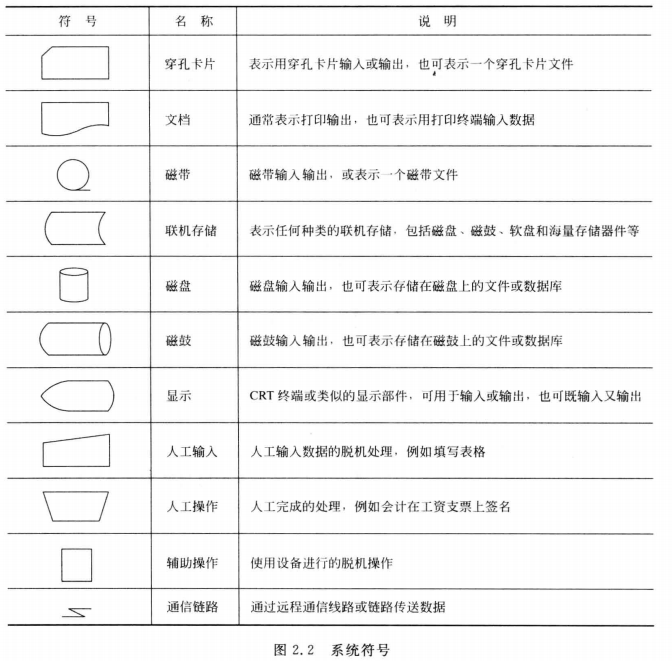 符 号 名 称 说 明
穿孔卡片 表示用穿孔卡片输入或输出，也可表示一个穿孔卡片文件
文档 通常表示打印输出，也可表示用打印终端输入数据
磁带 磁带输入输出，或表示一个磁带文件
联机存储 表示任何种类的联机存储，包括磁盘、磁鼓、软盘和海量存储器件等
磁盘 磁盘输入输出，也可表示存储在磁盘上的文件或数据库
磁鼓 磁鼓输入输出，也可表示存储在磁鼓上的文件或数据库
显示 CRT 终端或类似的显示部件，可用于输入或输出，也可既输入又输出
人工输入 人工输入数据的脱机处理，例如填写表格
人工操作 人工完成的处理，例如会计在工资支票上签名
辅助操作 使用设备进行的脱机操作
通信链路 通过远程通信线路或链路传送数据
图 2.2 系统符号